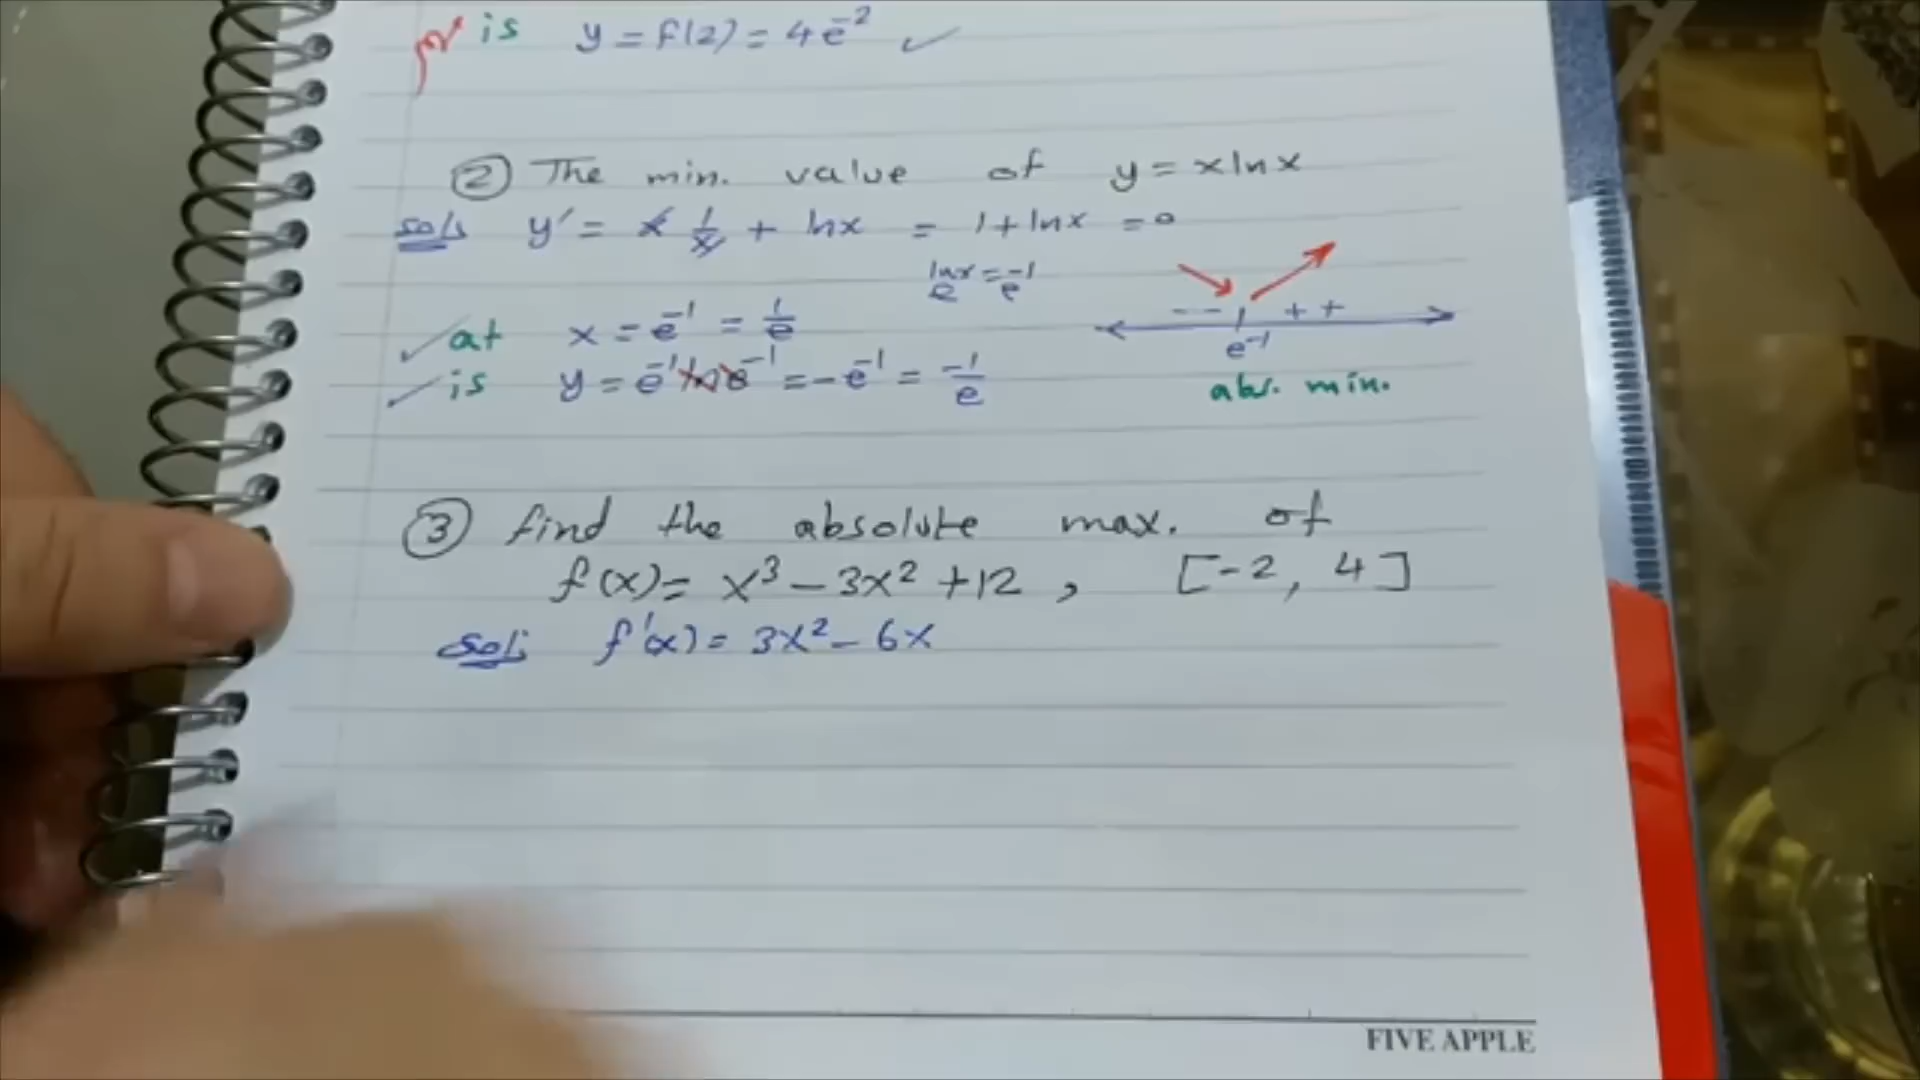 is y = f(2) = 4e⁻² ✓
② The min. value of y = x ln x
sol: y' = x 1/x + ln x = 1 + ln x = 0
ln x = -1
e e
✓ at x = e⁻¹ = 1/e
-- ++
e⁻¹
✓ is y = e⁻¹ ln e⁻¹ = -e⁻¹ = -1/e
abs. min.
③ find the absolute max. of
f(x) = x³ - 3x² + 12 , [-2, 4]
sol: f'(x) = 3x² - 6x
FIVE APPLE